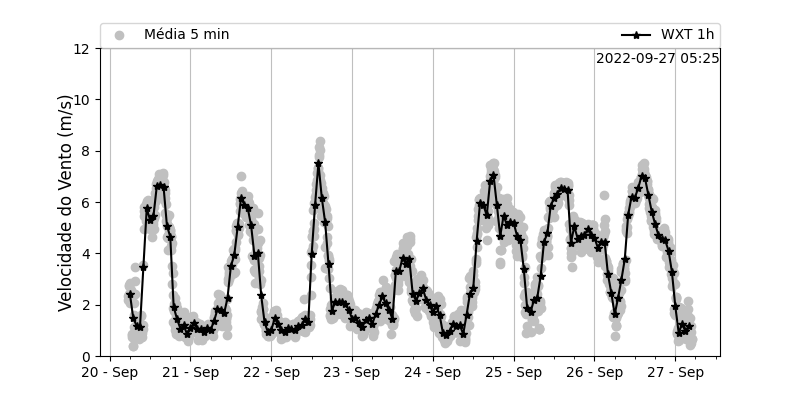 Média 5 min WXT 1h
2022-09-27 05:25
Velocidade do Vento (m/s)
12
10
8
6
4
2
0
20 - Sep 21 - Sep 22 - Sep 23 - Sep 24 - Sep 25 - Sep 26 - Sep 27 - Sep